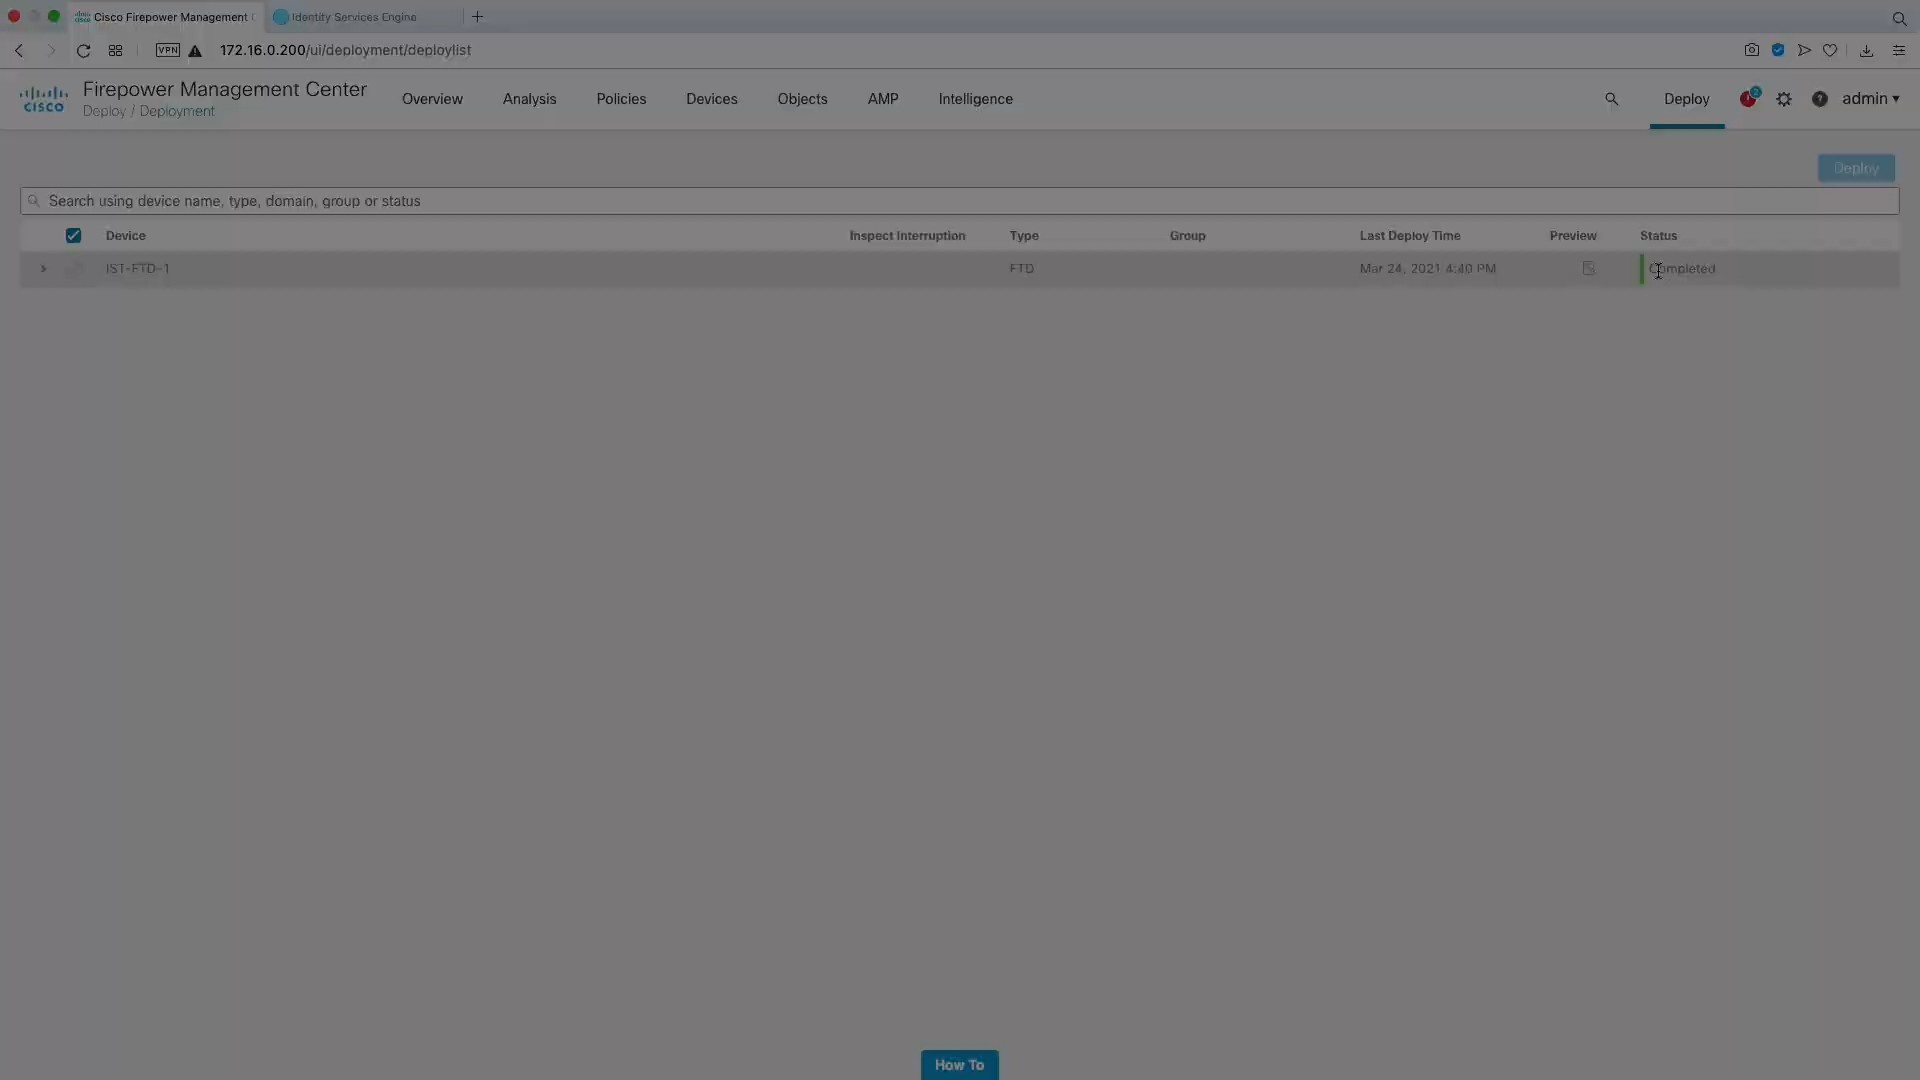 Cisco Firepower Management
Identity Services Engine
VPN
172.16.0.200/ui/deployment/deploylist
CISCO
Firepower Management Center
Deploy / Deployment
Overview
Analysis
Policies
Devices
Objects
AMP
Intelligence
Deploy
2
admin
Deploy
Search using device name, type, domain, group or status
Device
Inspect Interruption
Type
Group
Last Deploy Time
Preview
Status
IST-FTD-1
FTD
Mar 24, 2021 4:40 PM
Completed
How To